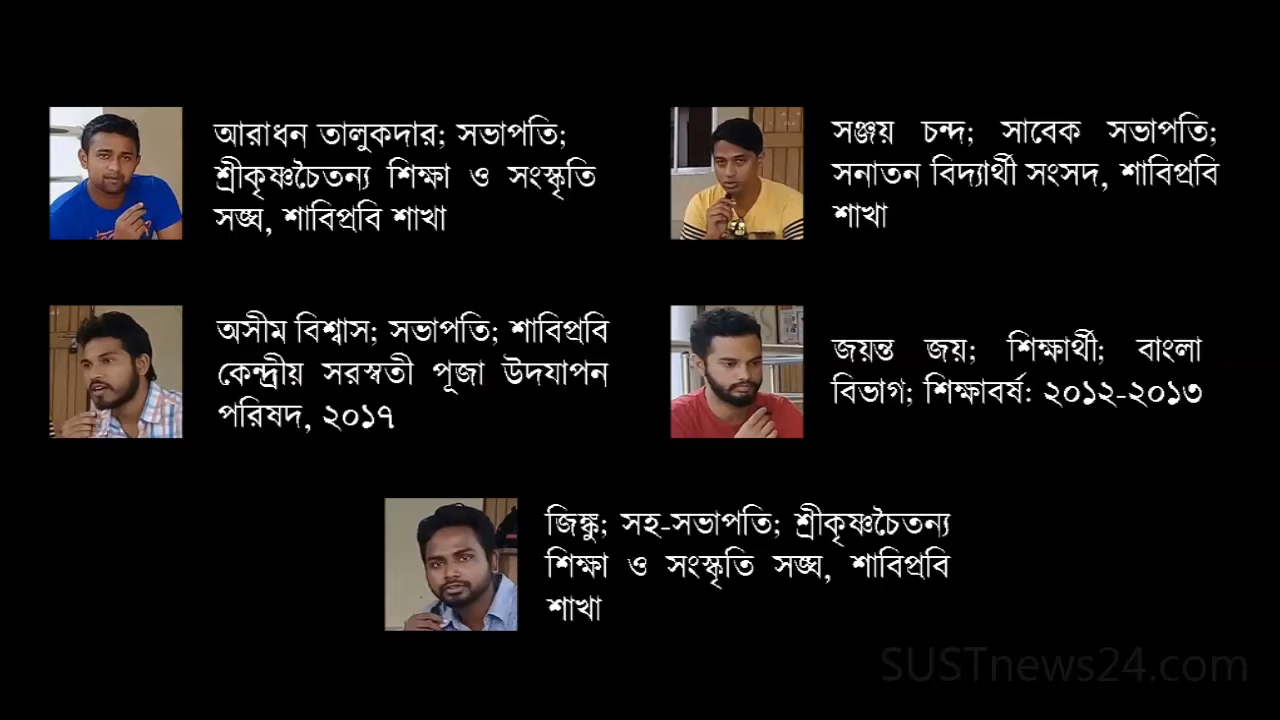 আরাধন তালুকদার; সভাপতি;
শ্রীকৃষ্ণচৈতন্য শিক্ষা ও সংস্কৃতি
সঙ্ঘ, শাবিপ্রবি শাখা
সঞ্জয় চন্দ; সাবেক সভাপতি;
সনাতন বিদ্যার্থী সংসদ, শাবিপ্রবি
শাখা
অসীম বিশ্বাস; সভাপতি; শাবিপ্রবি
কেন্দ্রীয় সরস্বতী পূজা উদযাপন
পরিষদ, ২০১৭
জয়ন্ত জয়; শিক্ষার্থী; বাংলা
বিভাগ; শিক্ষাবর্ষ: ২০১২-২০১৩
জিঙ্কু; সহ-সভাপতি; শ্রীকৃষ্ণচৈতন্য
শিক্ষা ও সংস্কৃতি সঙ্ঘ, শাবিপ্রবি
শাখা
SUSTnews24.com